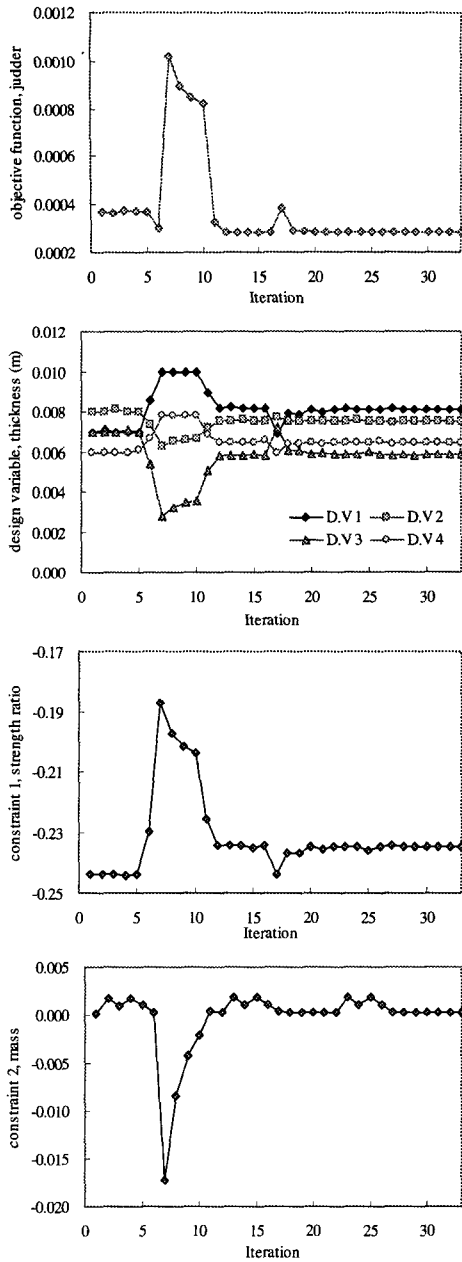 objective function, judder
0.0012
0.0010
0.0008
0.0006
0.0004
0.0002
0 5 10 15 20 25 30
Iteration
design variable, thickness (m)
0.012
0.010
0.008
0.006
0.004
0.002
0.000
D.V1 D.V2
D.V3 D.V4
0 5 10 15 20 25 30
Iteration
constraint 1, strength ratio
-0.17
-0.19
-0.21
-0.23
-0.25
0 5 10 15 20 25 30
Iteration
constraint 2, mass
0.005
0.000
-0.005
-0.010
-0.015
-0.020
0 5 10 15 20 25 30
Iteration